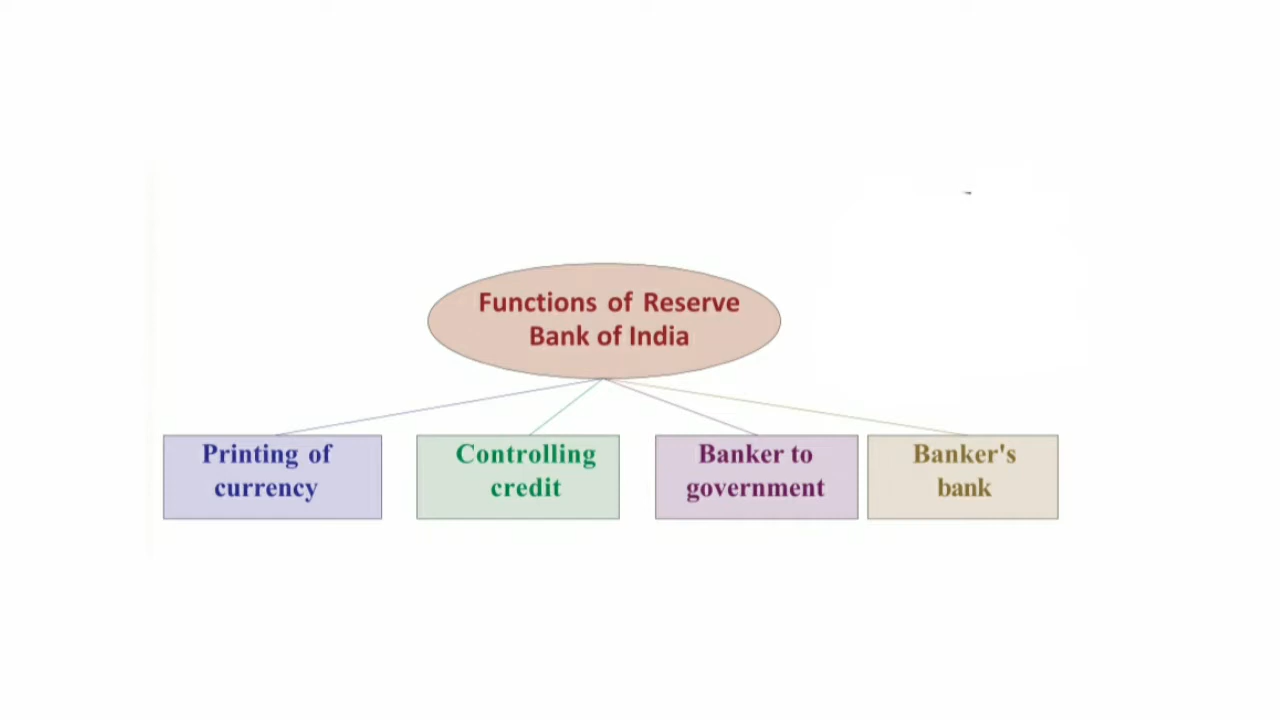 Functions of Reserve
Bank of India
Printing of
currency
Controlling
credit
Banker to
government
Banker's
bank